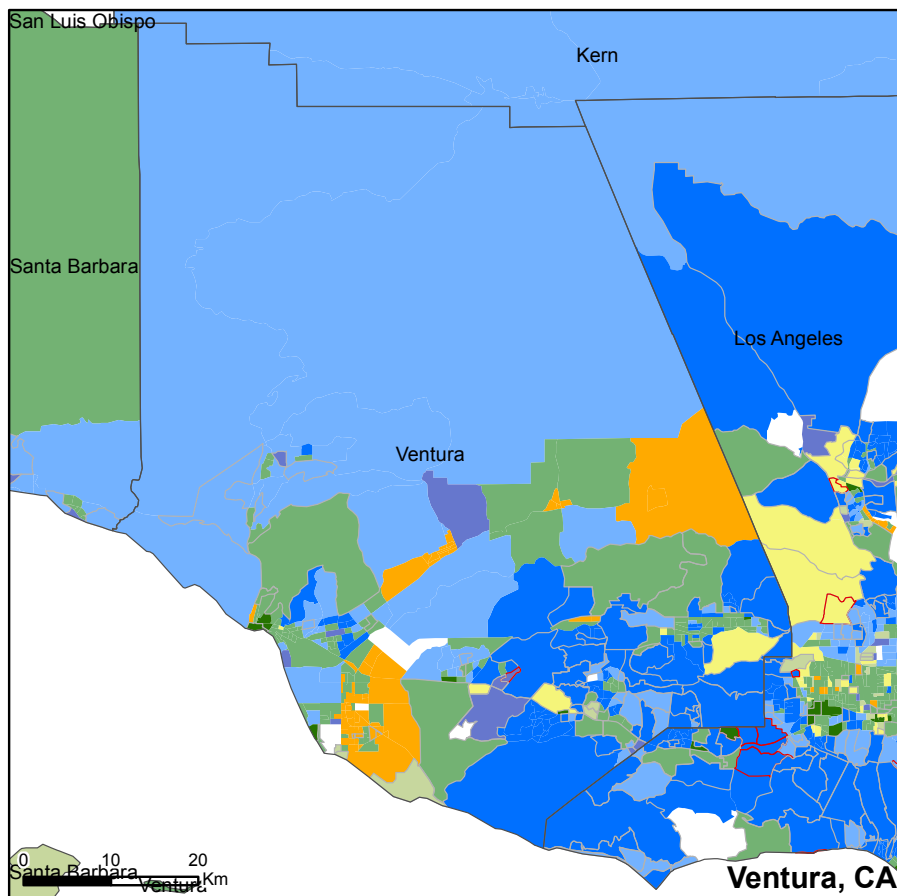 San Luis Obispo
Kern
Santa Barbara
Los Angeles
Ventura
0 10 20
Km
Santa Barbara
Ventura
Ventura, CA